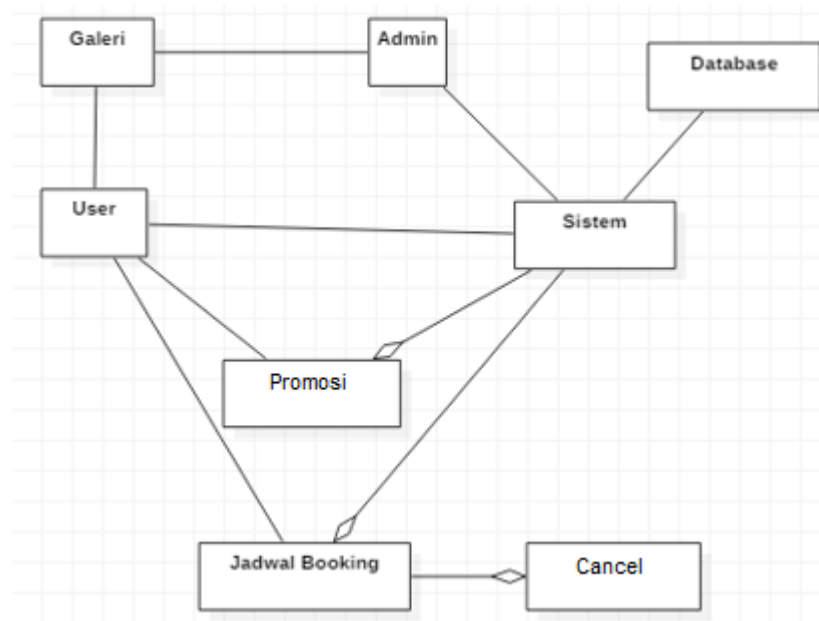 Galeri
Admin
Database
User
Sistem
Promosi
Jadwal Booking
Cancel